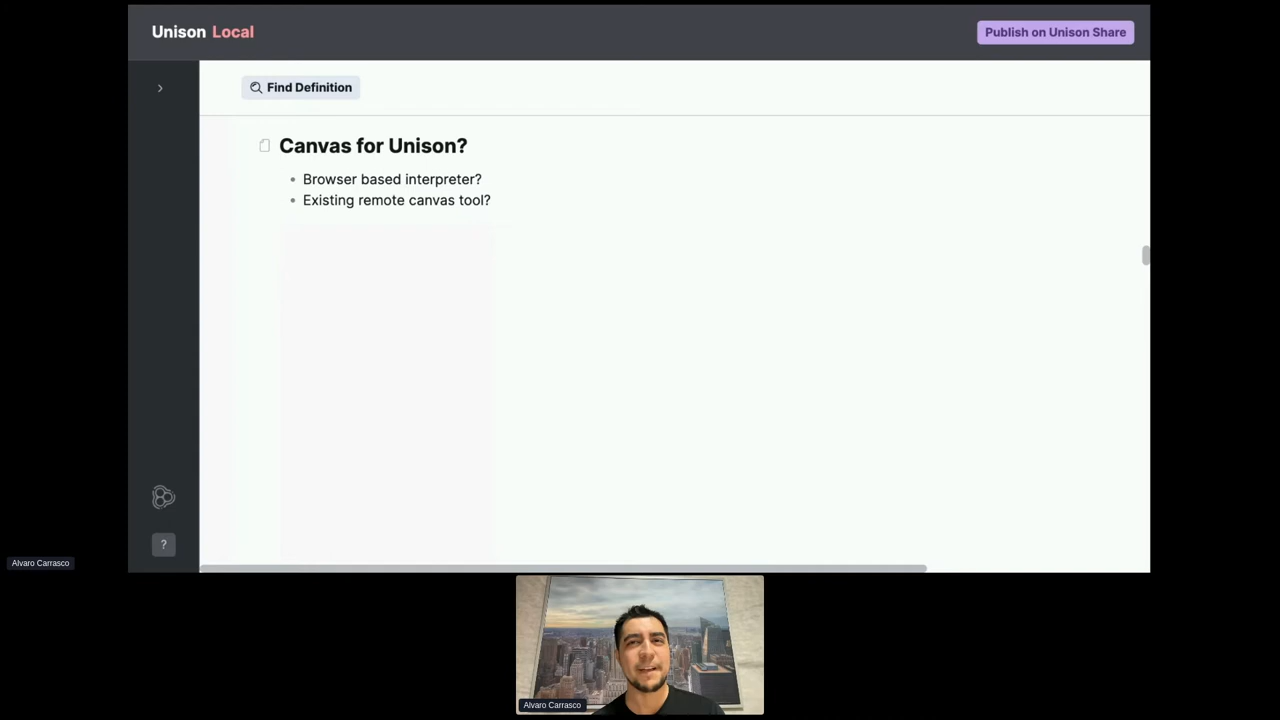 Unison Local
Publish on Unison Share
Find Definition
Canvas for Unison?
Browser based interpreter?
Existing remote canvas tool?
?
Alvaro Carrasco
Alvaro Carrasco